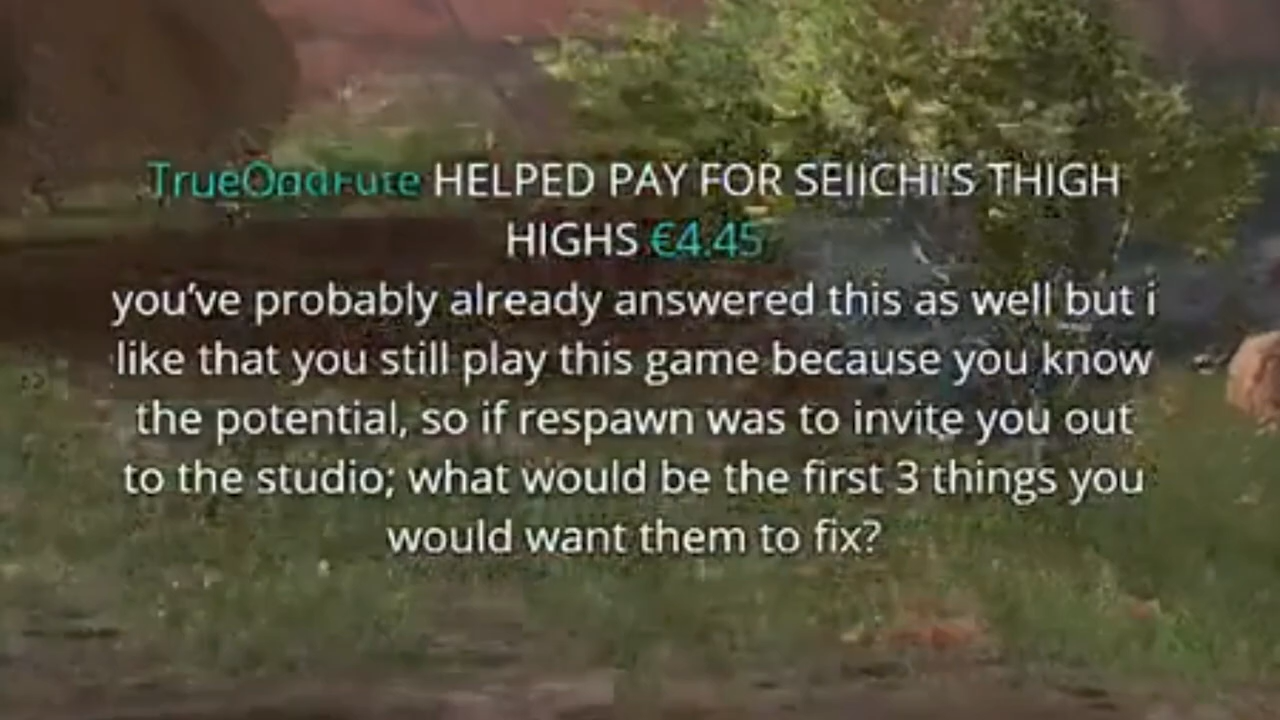 HELPED PAY FOR SEIICHI'S THIGH
HIGHS €4.45
you've probably already answered this as well but i
like that you still play this game because you know
the potential, so if respawn was to invite you out
to the studio; what would be the first 3 things you
would want them to fix?